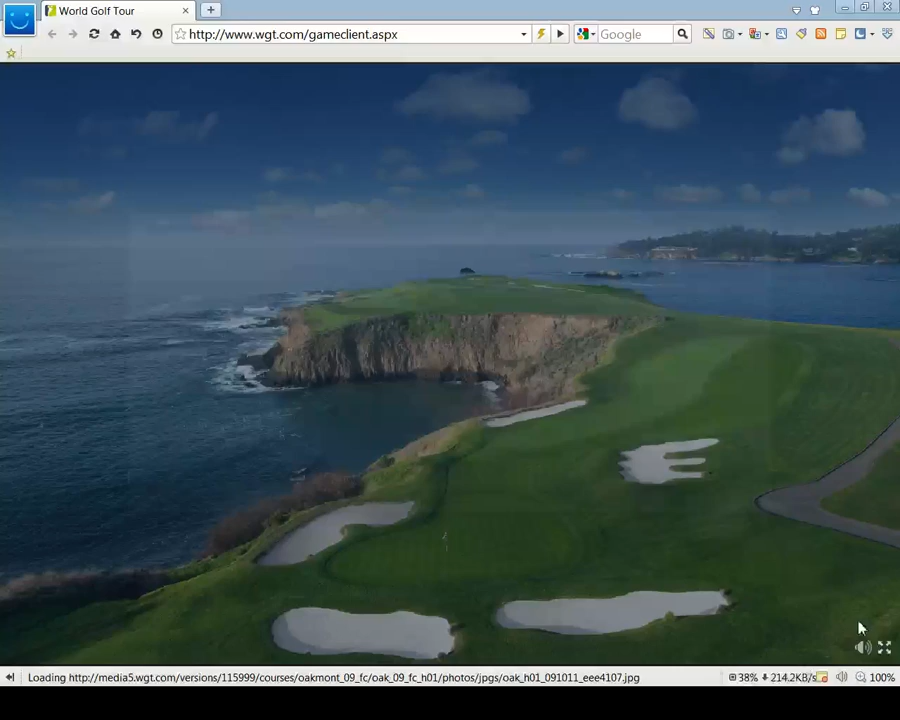 World Golf Tour
http://www.wgt.com/gameclient.aspx
Google
Loading http://media5.wgt.com/versions/115999/courses/oakmont_09_fc/oak_09_fc_h01/photos/jpgs/oak_h01_091011_eee4107.jpg
38% 214.2KB/s 100%